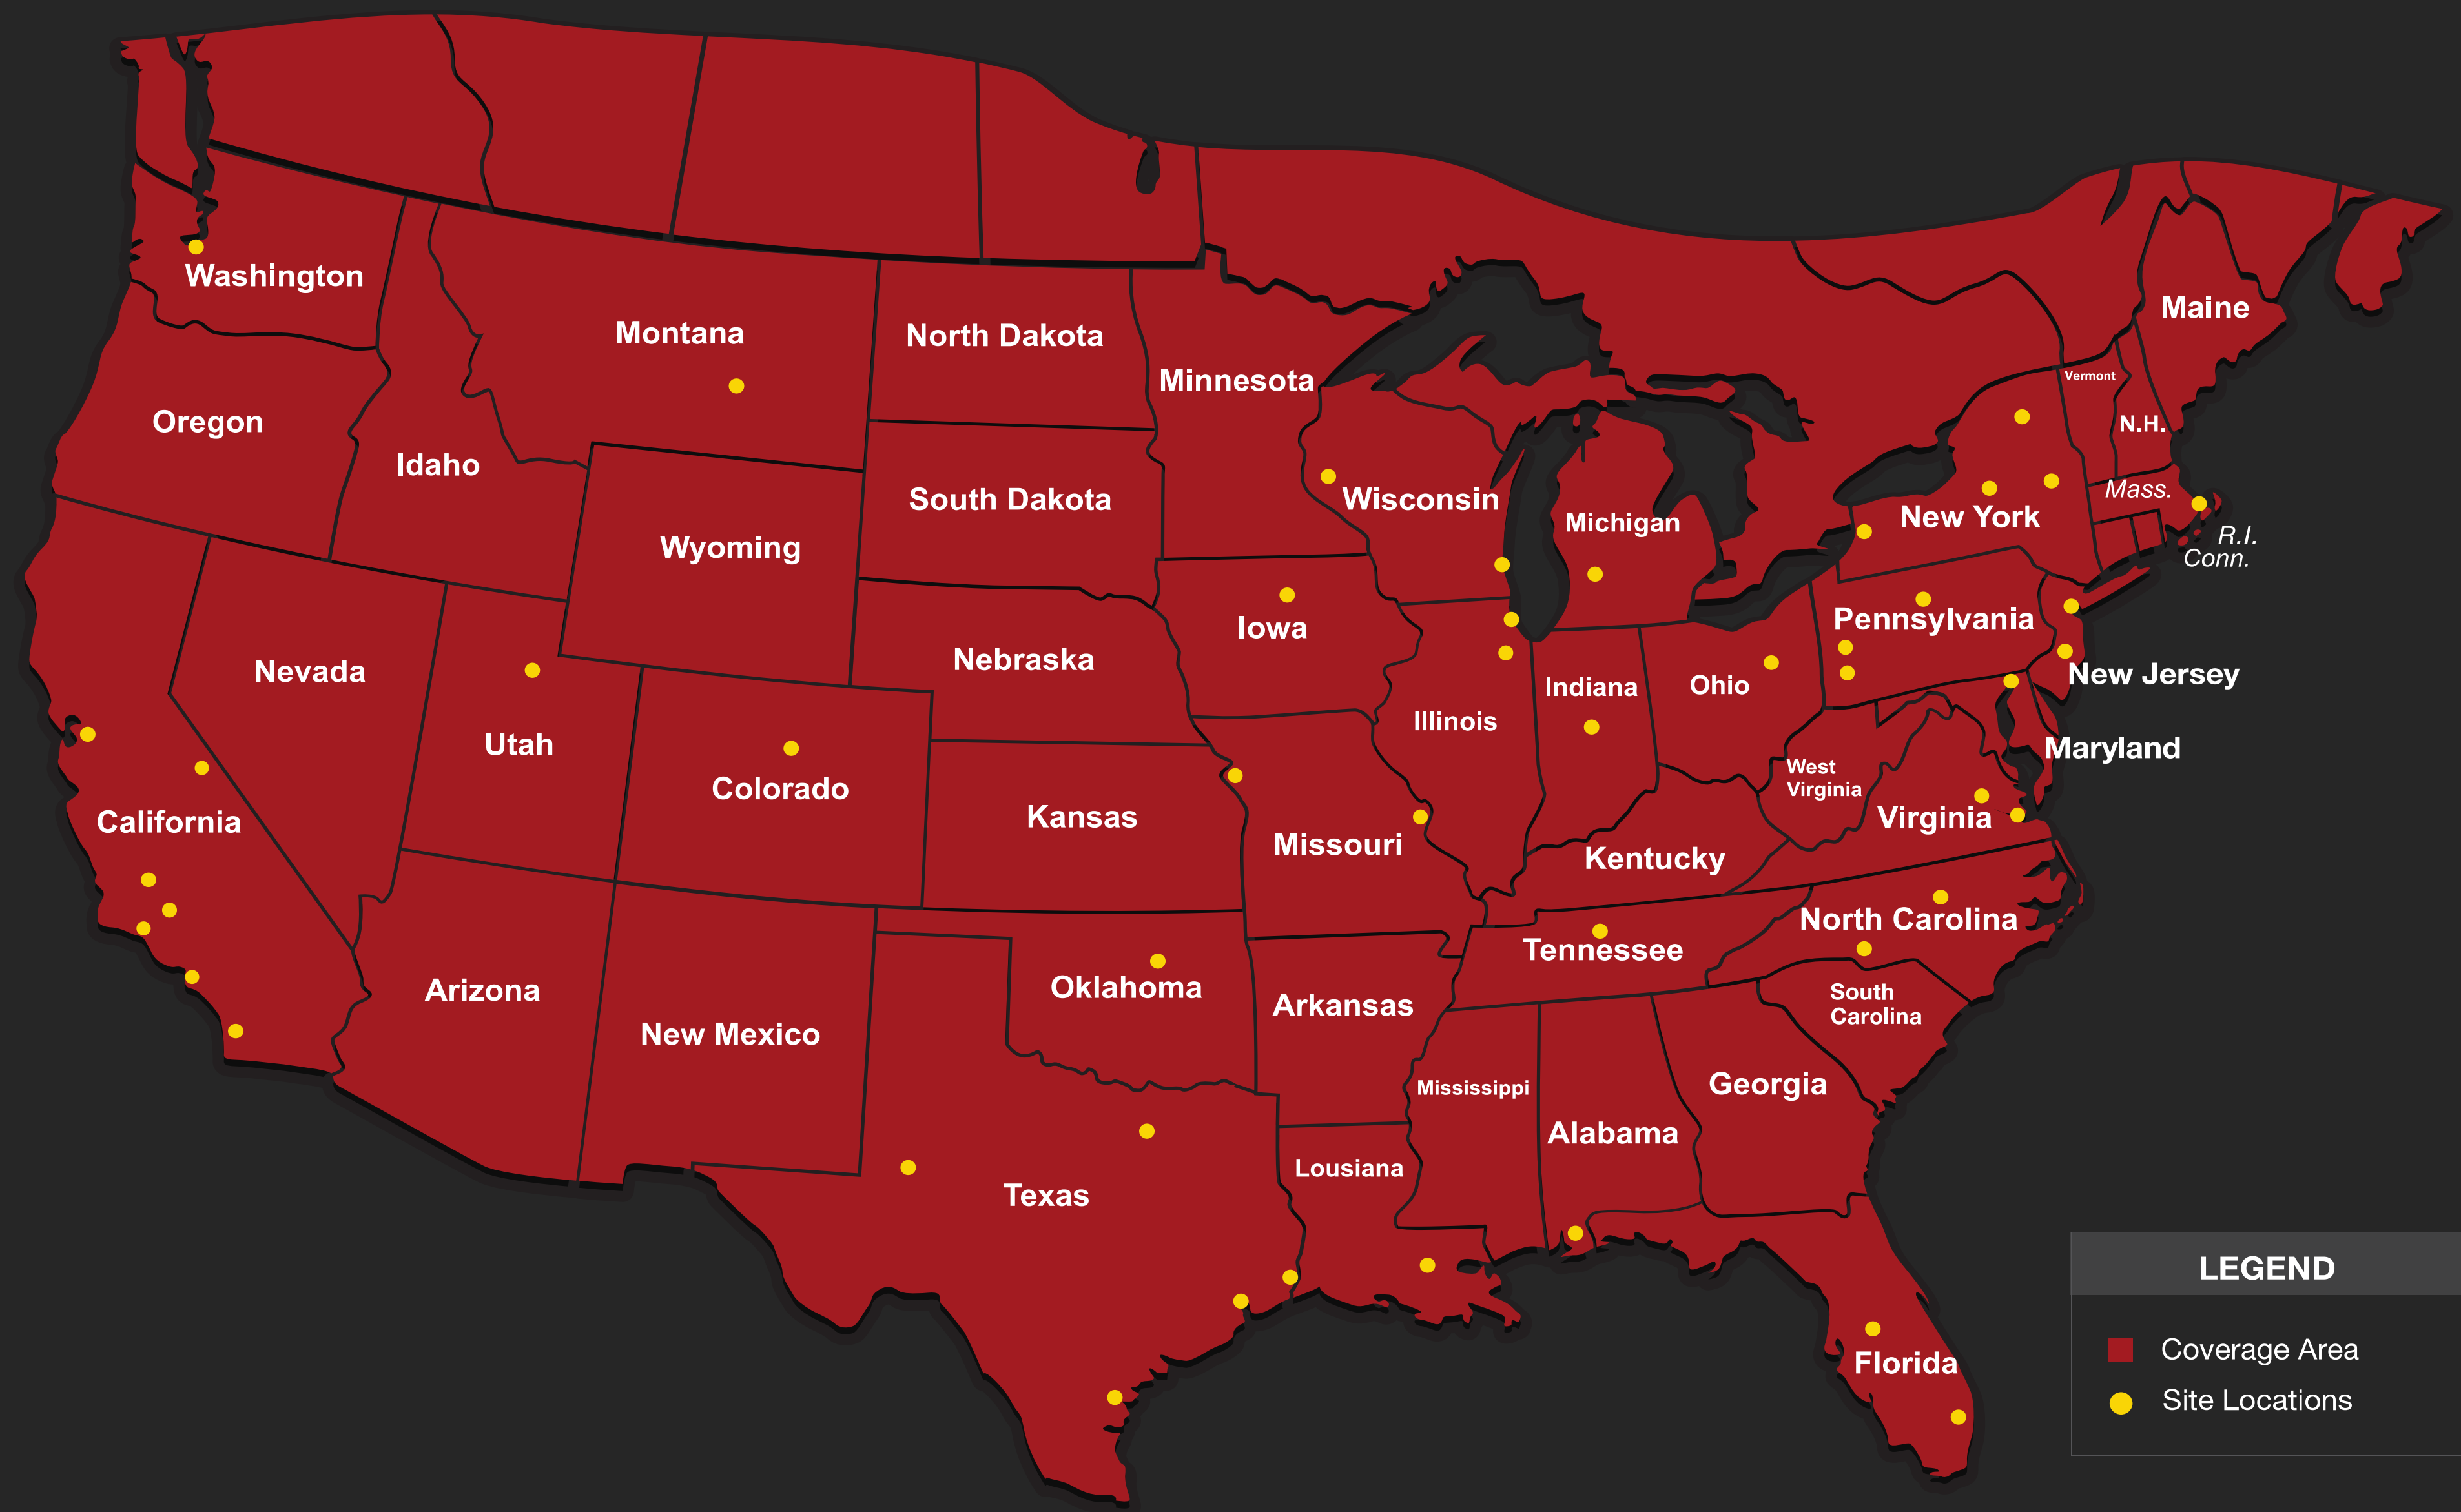 Washington
Montana
North Dakota
Minnesota
Maine
Vermont
N.H.
Oregon
Idaho
South Dakota
Wisconsin
Michigan
New York
Mass.
R.I.
Conn.
Wyoming
Iowa
Pennsylvania
Nevada
Nebraska
Indiana
Ohio
New Jersey
Utah
Colorado
Illinois
West
Virginia
Maryland
California
Kansas
Missouri
Kentucky
Virginia
North Carolina
Tennessee
Arizona
Oklahoma
Arkansas
South
Carolina
New Mexico
Mississippi
Georgia
Alabama
Texas
Lousiana
Florida
LEGEND
Coverage Area
Site Locations